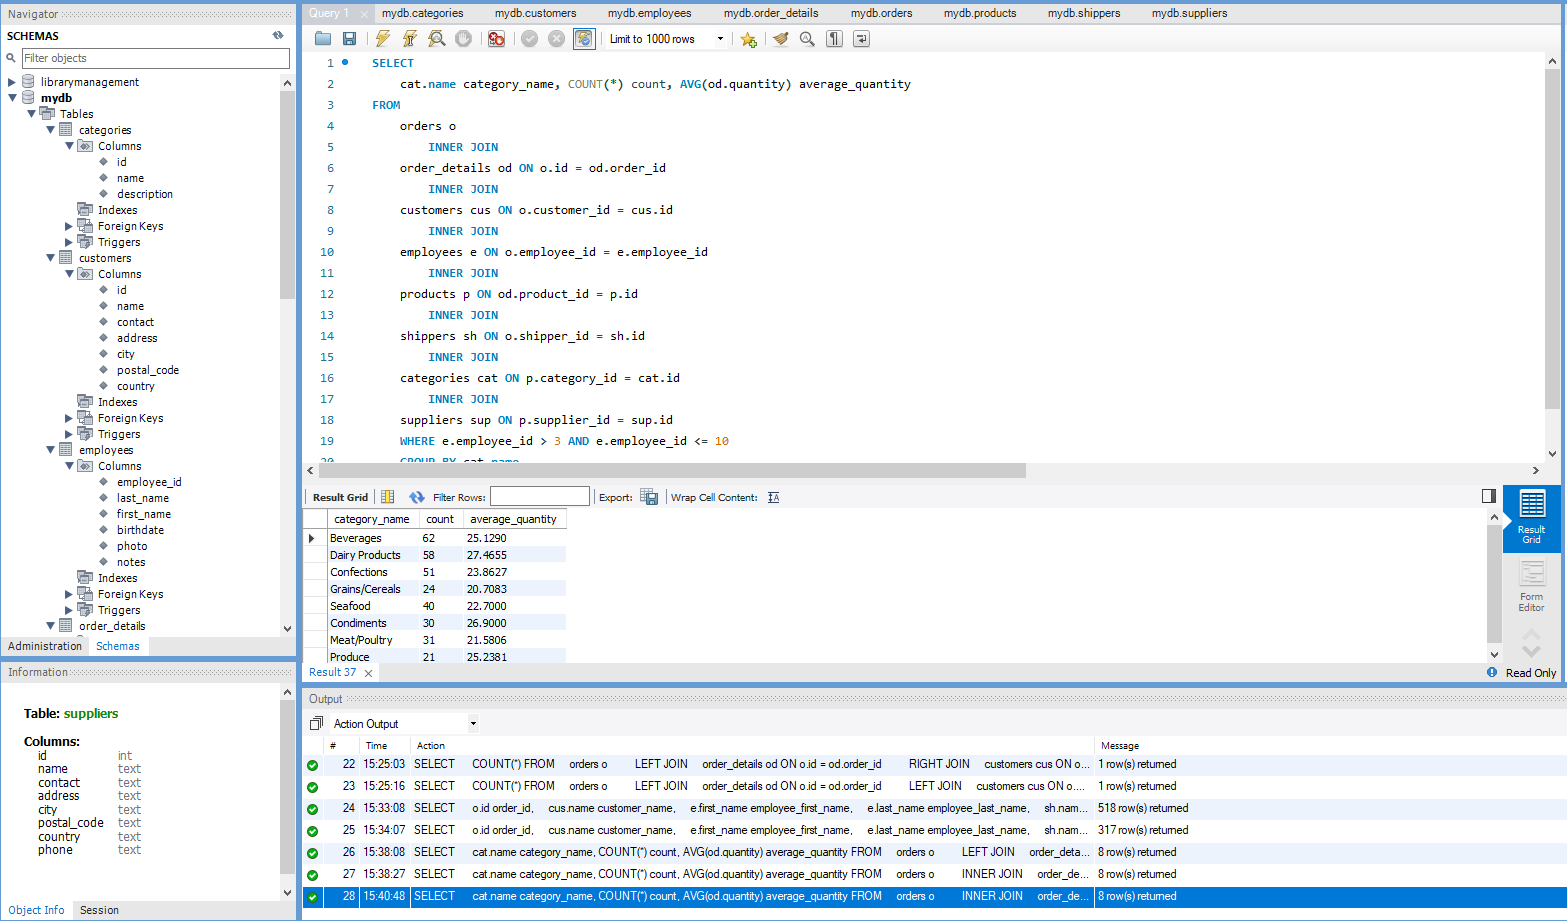 Navigator
SCHEMAS
Filter objects
librarymanagement
mydb
Tables
categories
Columns
id
name
description
Indexes
Foreign Keys
Triggers
customers
Columns
id
name
contact
address
city
postal_code
country
Indexes
Foreign Keys
Triggers
employees
Columns
employee_id
last_name
first_name
birthdate
photo
notes
Indexes
Foreign Keys
Triggers
order_details
Administration Schemas
Information
Table: suppliers
Columns:
id int
name text
contact text
address text
city text
postal_code text
country text
phone text
Object Info Session
Query 1 mydb.categories mydb.customers mydb.employees mydb.order_details mydb.orders mydb.products mydb.shippers mydb.suppliers
Limit to 1000 rows
1 SELECT
2 cat.name category_name, COUNT(*) count, AVG(od.quantity) average_quantity
3 FROM
4 orders o
5 INNER JOIN
6 order_details od ON o.id = od.order_id
7 INNER JOIN
8 customers cus ON o.customer_id = cus.id
9 INNER JOIN
10 employees e ON o.employee_id = e.employee_id
11 INNER JOIN
12 products p ON od.product_id = p.id
13 INNER JOIN
14 shippers sh ON o.shipper_id = sh.id
15 INNER JOIN
16 categories cat ON p.category_id = cat.id
17 INNER JOIN
18 suppliers sup ON p.supplier_id = sup.id
19 WHERE e.employee_id > 3 AND e.employee_id <= 10
20 GROUP BY cat.name
Result Grid Filter Rows: Export: Wrap Cell Content:
category_name count average_quantity
Beverages 62 25.1290
Dairy Products 58 27.4655
Confections 51 23.8627
Grains/Cereals 24 20.7083
Seafood 40 22.7000
Condiments 30 26.9000
Meat/Poultry 31 21.5806
Produce 21 25.2381
Result
Grid
Form
Editor
Result 37
Read Only
Output
Action Output
# Time Action Message
22 15:25:03 SELECT COUNT(*) FROM orders o LEFT JOIN order_details od ON o.id = od.order_id RIGHT JOIN customers cus ON o... 1 row(s) returned
23 15:25:16 SELECT COUNT(*) FROM orders o LEFT JOIN order_details od ON o.id = od.order_id LEFT JOIN customers cus ON o.... 1 row(s) returned
24 15:33:08 SELECT o.id order_id, cus.name customer_name, e.first_name employee_first_name, e.last_name employee_last_name, sh.nam... 518 row(s) returned
25 15:34:07 SELECT o.id order_id, cus.name customer_name, e.first_name employee_first_name, e.last_name employee_last_name, sh.nam... 317 row(s) returned
26 15:38:08 SELECT cat.name category_name, COUNT(*) count, AVG(od.quantity) average_quantity FROM orders o LEFT JOIN order_deta... 8 row(s) returned
27 15:38:27 SELECT cat.name category_name, COUNT(*) count, AVG(od.quantity) average_quantity FROM orders o INNER JOIN order_de... 8 row(s) returned
28 15:40:48 SELECT cat.name category_name, COUNT(*) count, AVG(od.quantity) average_quantity FROM orders o INNER JOIN order_de... 8 row(s) returned